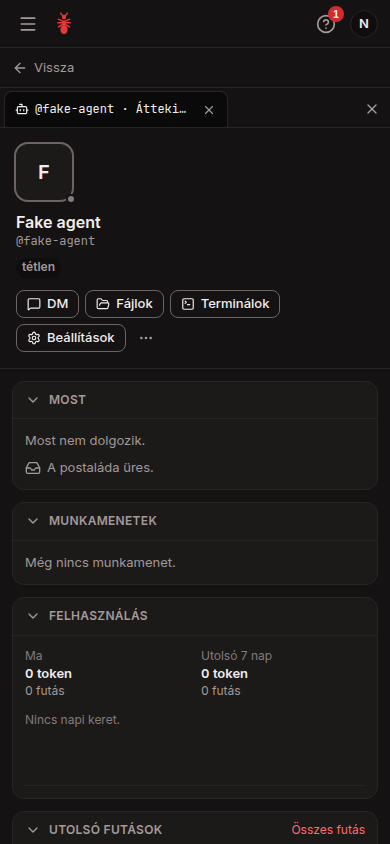 1
N
Vissza
@fake-agent · Átteki…
F
Fake agent
@fake-agent
tétlen
DM
Fájlok
Terminálok
Beállítások
MOST
Most nem dolgozik.
A postaláda üres.
MUNKAMENETEK
Még nincs munkamenet.
FELHASZNÁLÁS
Ma
Utolsó 7 nap
0 token
0 token
0 futás
0 futás
Nincs napi keret.
UTOLSÓ FUTÁSOK
Összes futás